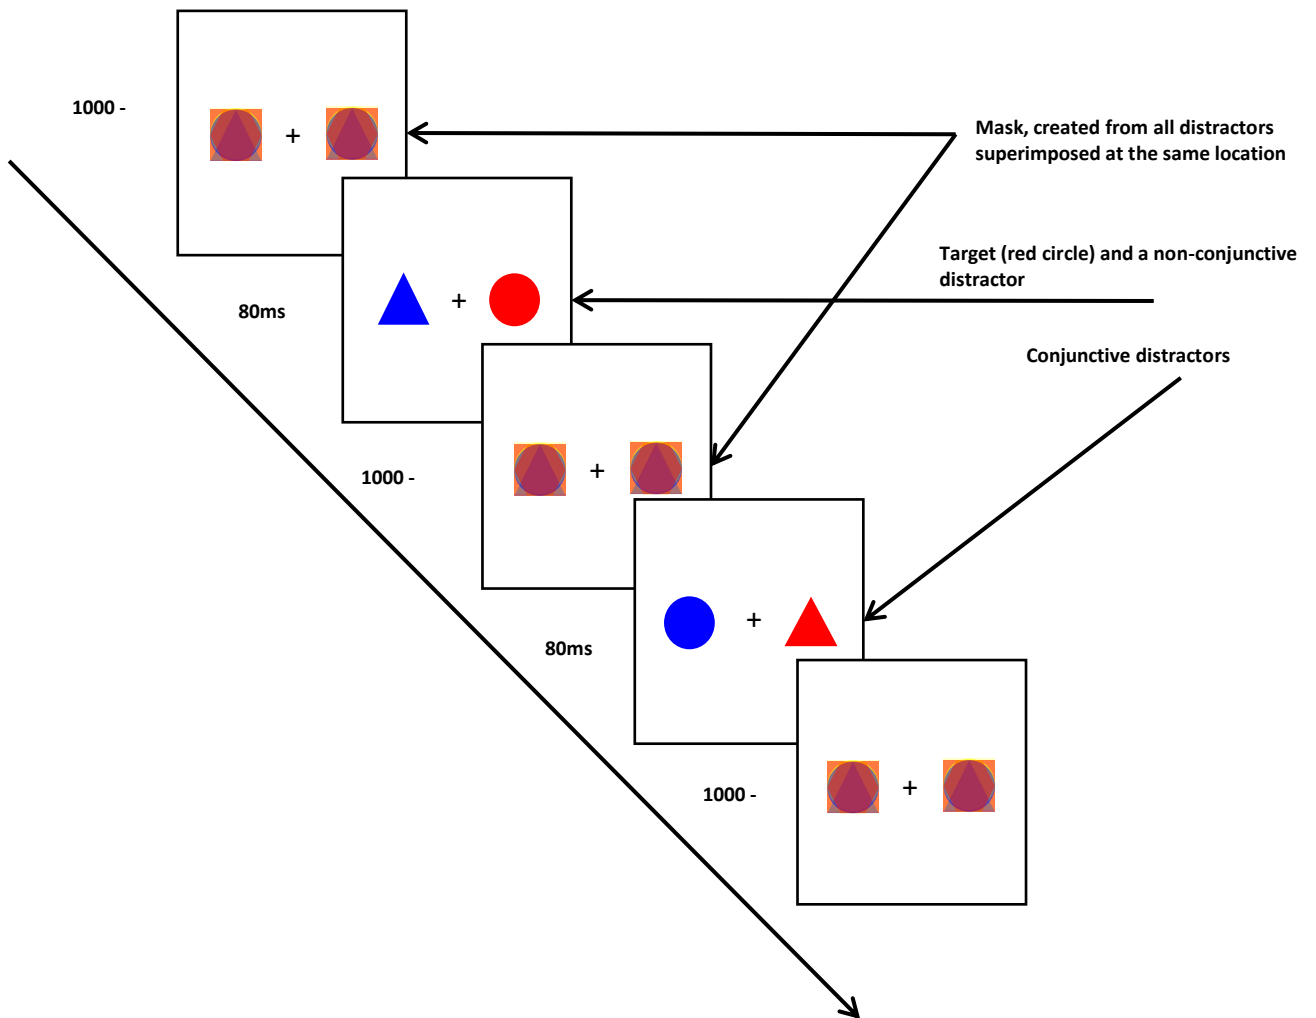 1000 -
+
Mask, created from all distractors
superimposed at the same location
Target (red circle) and a non-conjunctive
distractor
80ms
+
Conjunctive distractors
1000 -
+
80ms
+
1000 -
+